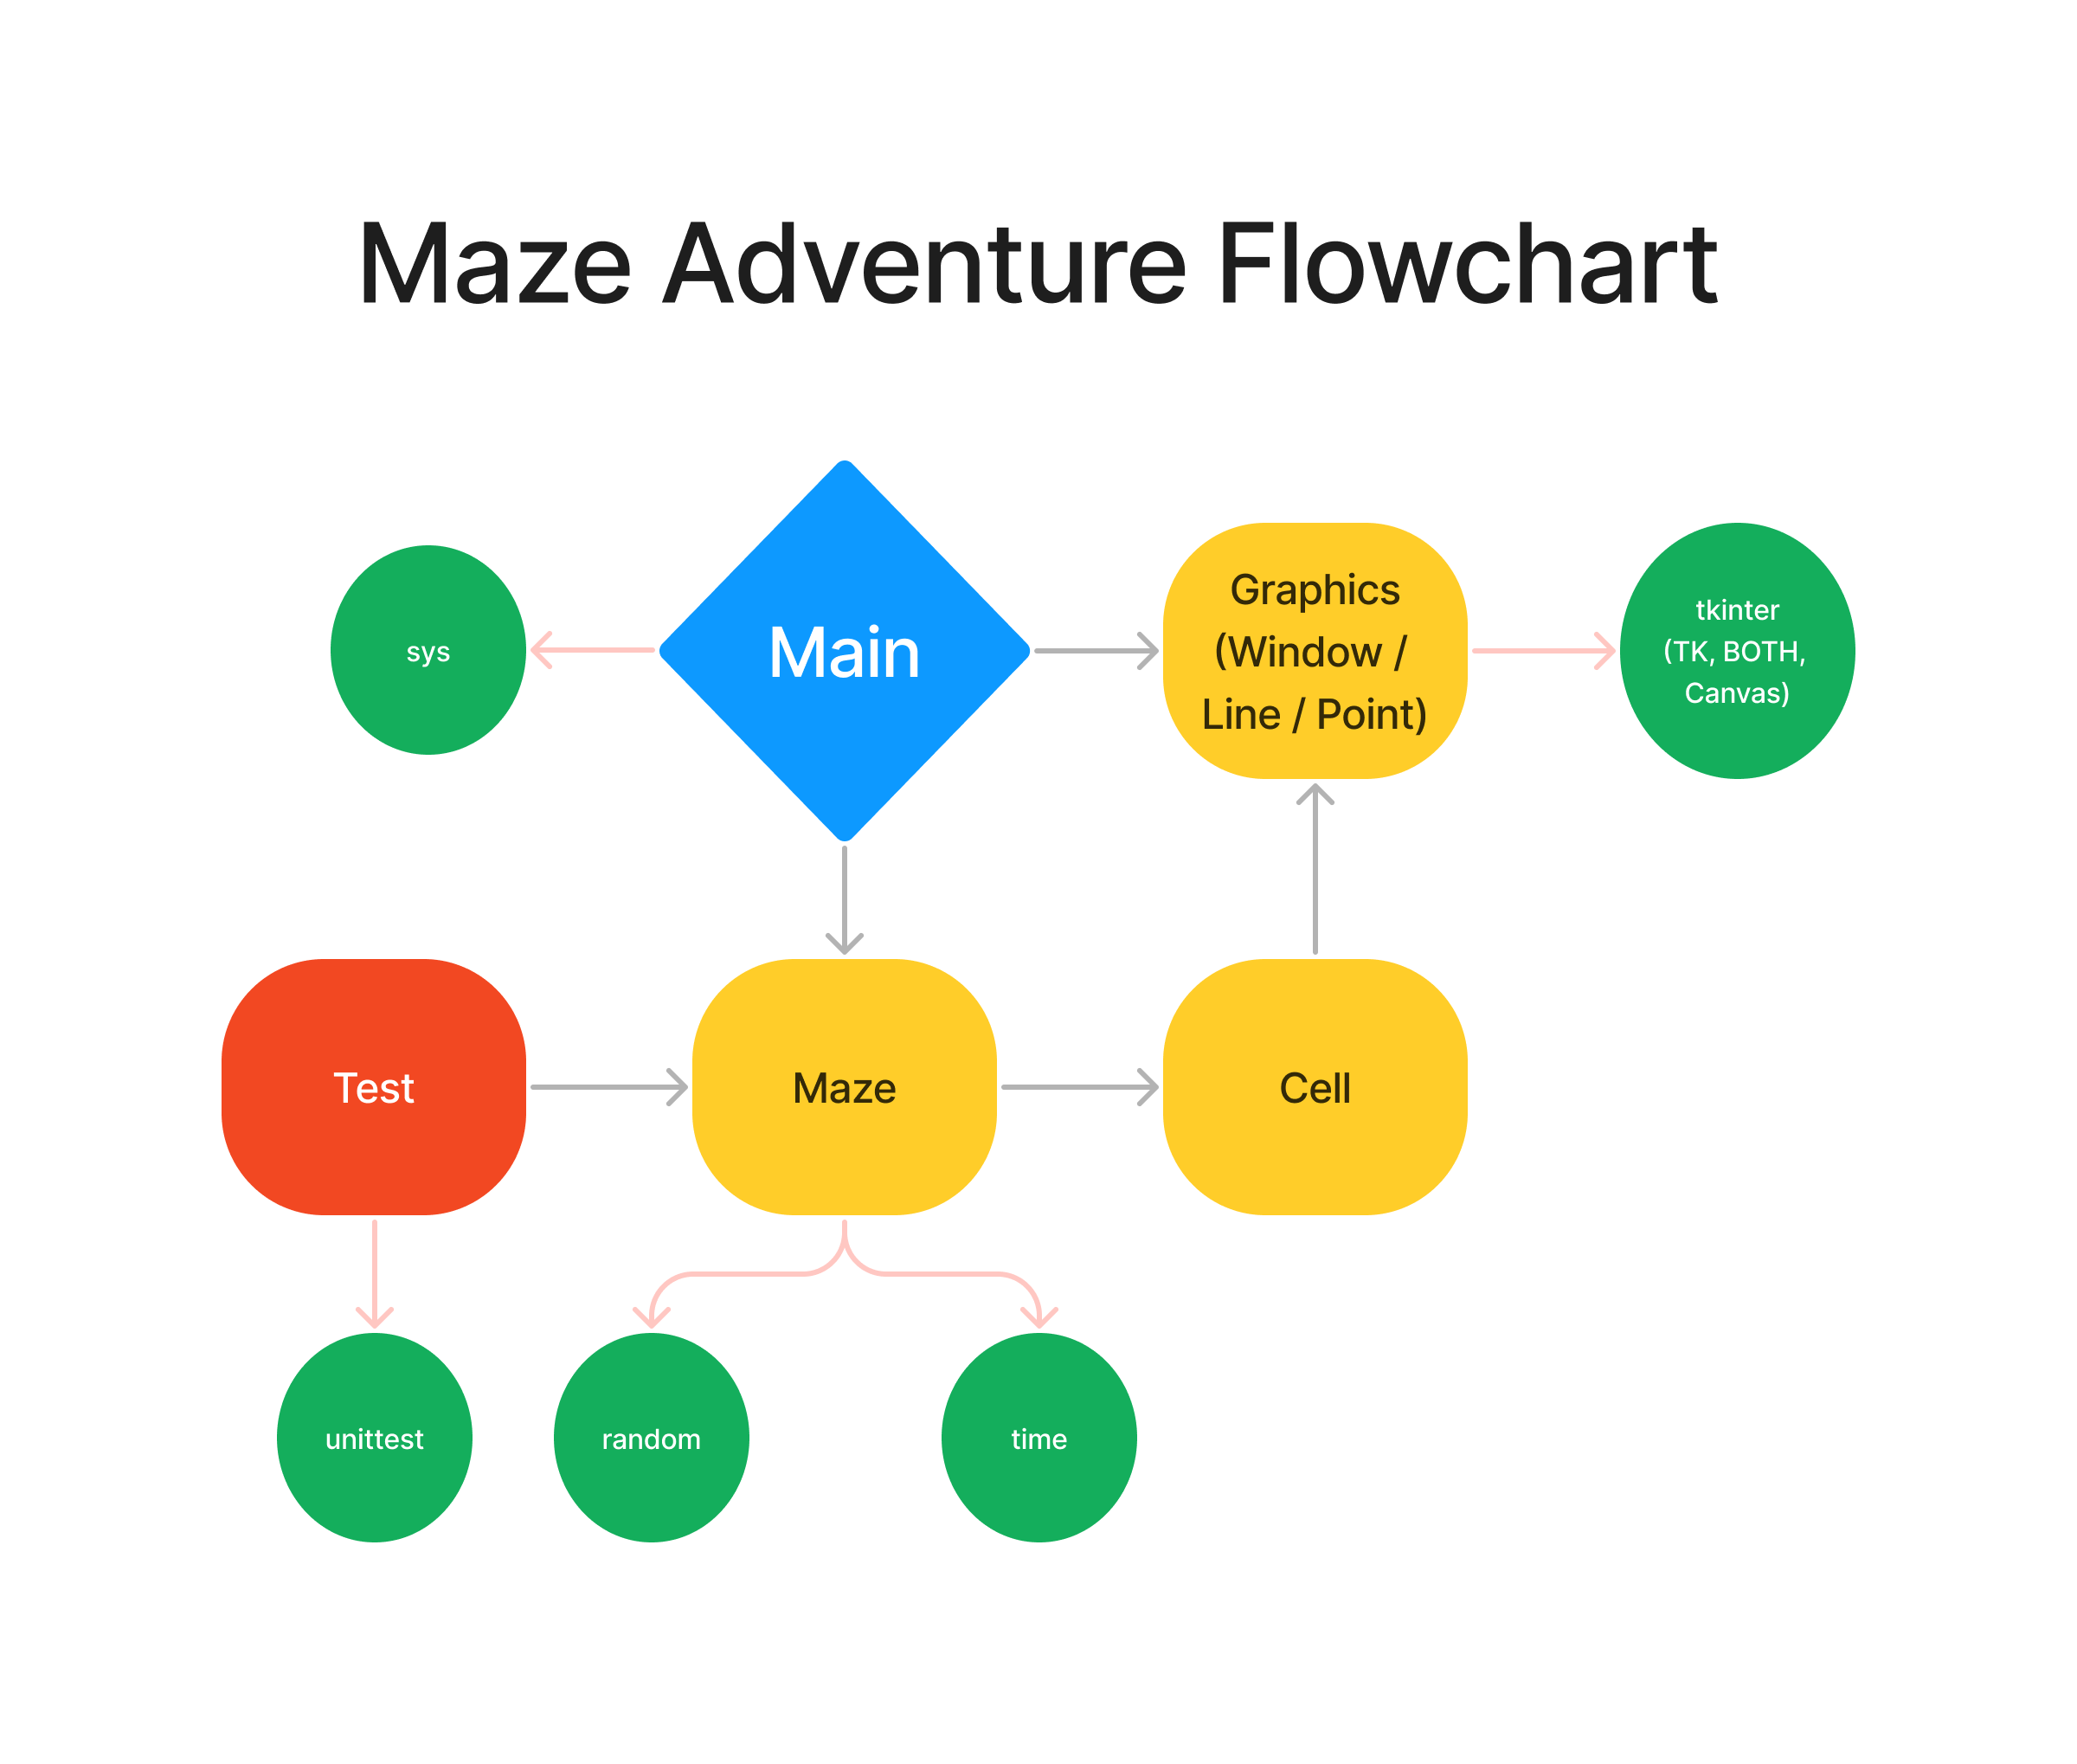 Maze Adventure Flowchart
sys
Main
Graphics
(Window /
Line / Point)
tkinter
(TK, BOTH,
Canvas)
Test
Maze
Cell
unittest
random
time